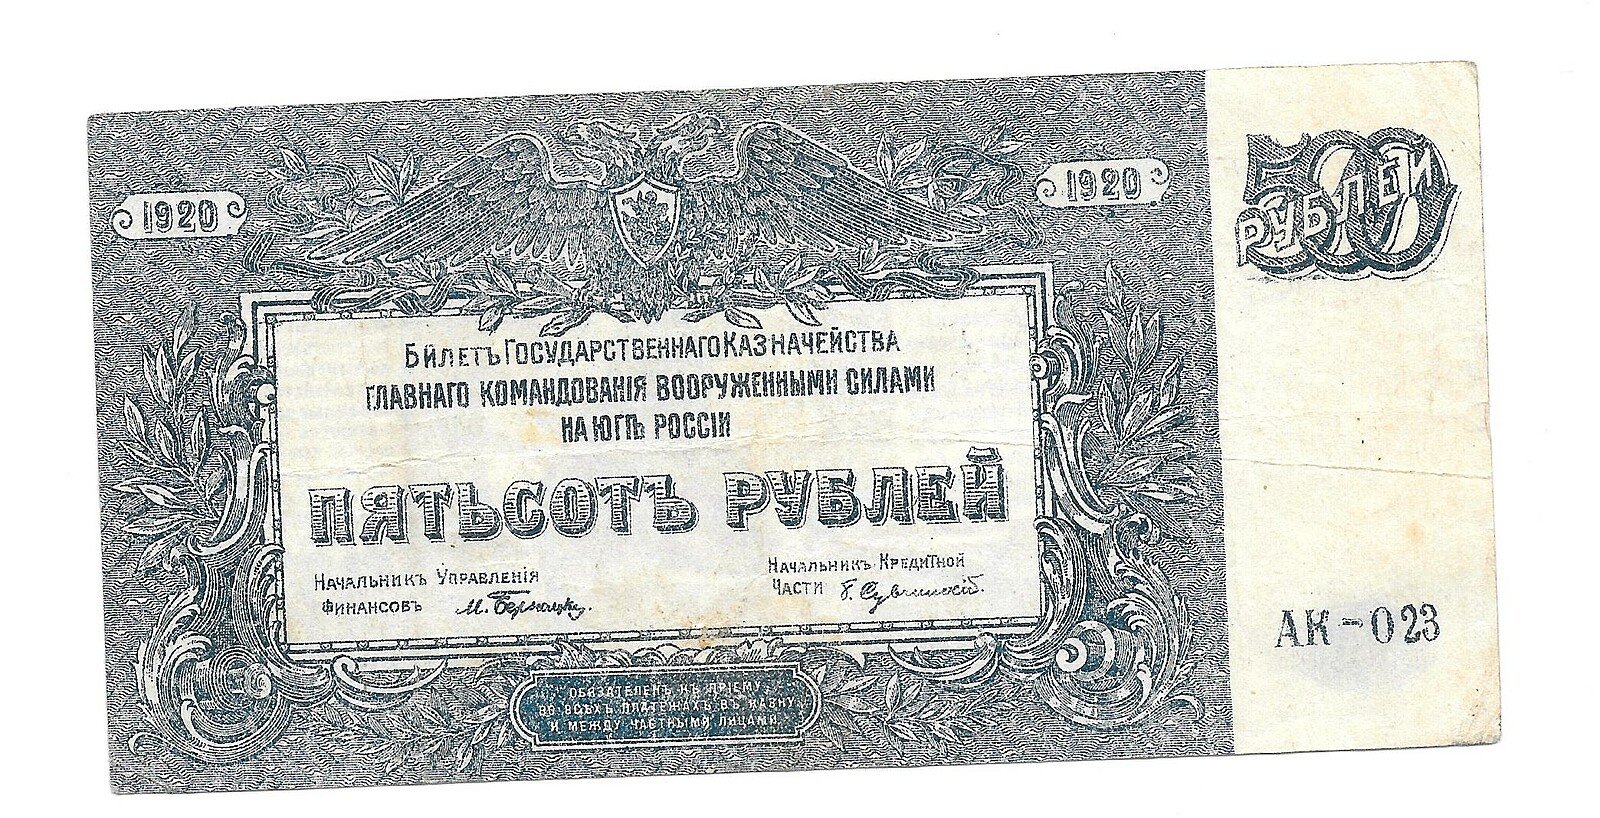 1920
1920
500
РУБЛЕЙ
БИЛЕТЪ ГОСУДАРСТВЕННАГО КАЗНАЧЕЙСТВА
ГЛАВНАГО КОМАНДОВАНІЯ ВООРУЖЕННЫМИ СИЛАМИ
НА ЮГѢ РОССІИ
ПЯТЬСОТЪ РУБЛЕЙ
НАЧАЛЬНИКЪ УПРАВЛЕНІЯ
ФИНАНСОВЪ М. Бернацкій.
НАЧАЛЬНИКЪ КРЕДИТНОЙ
ЧАСТИ
АК-023
ОБЯЗАТЕЛЕНЪ КЪ ПРІЕМУ
ВО ВСѢХЪ ПЛАТЕЖАХЪ ВЪ КАЗНУ
И МЕЖДУ ЧАСТНЫМИ ЛИЦАМИ.